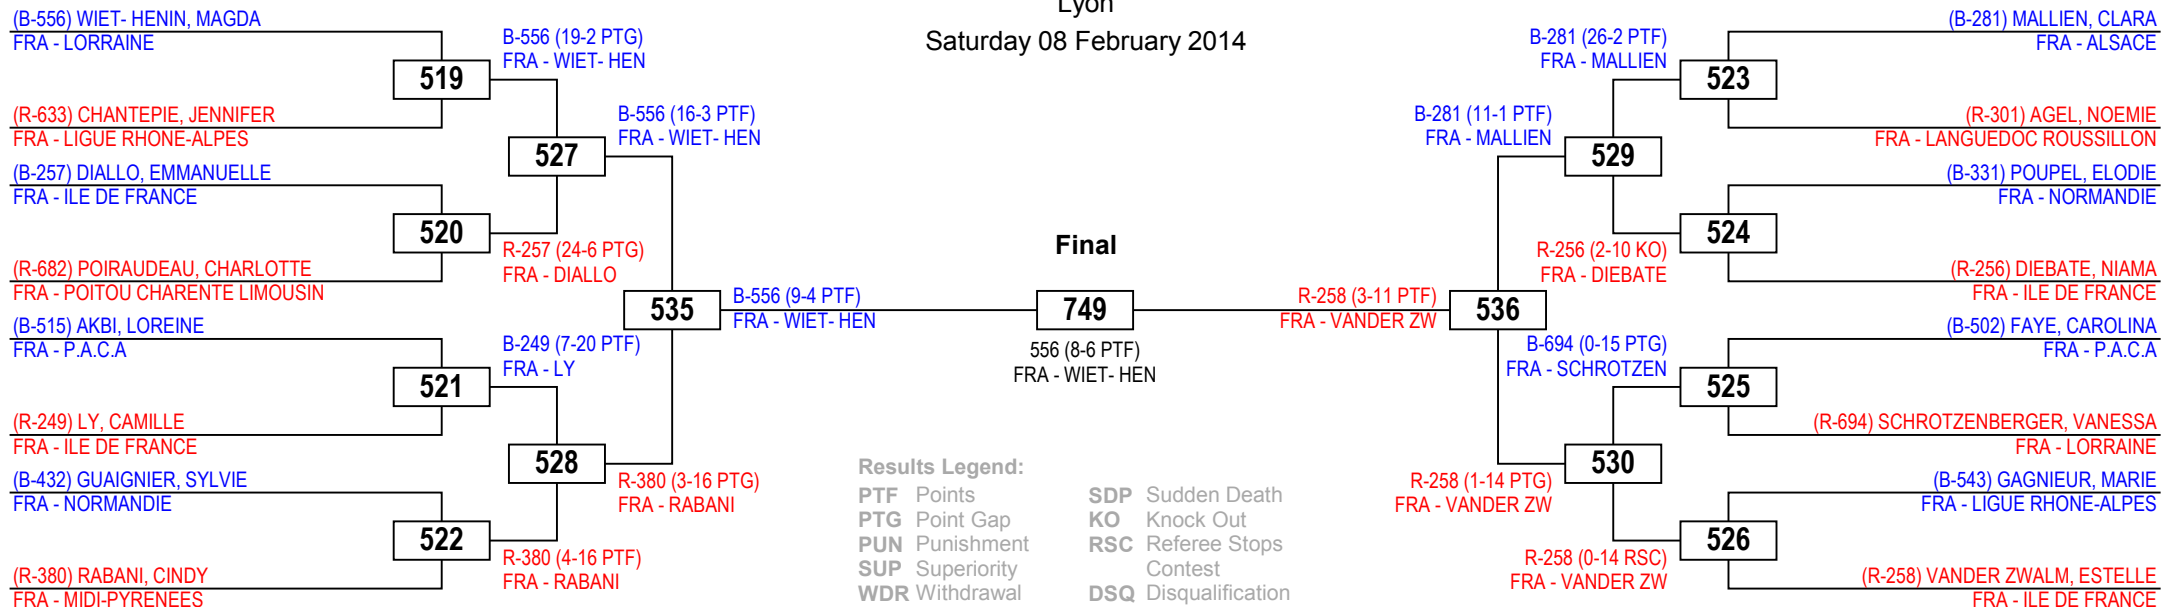 Lyon
Saturday 08 February 2014
(B-556) WIET- HENIN, MAGDA
FRA - LORRAINE
519
(R-633) CHANTEPIE, JENNIFER
FRA - LIGUE RHONE-ALPES
B-556 (19-2 PTG)
FRA - WIET- HEN
527
B-556 (16-3 PTF)
FRA - WIET- HEN
(B-257) DIALLO, EMMANUELLE
FRA - ILE DE FRANCE
520
(R-682) POIRAUDEAU, CHARLOTTE
FRA - POITOU CHARENTE LIMOUSIN
R-257 (24-6 PTG)
FRA - DIALLO
535
B-556 (9-4 PTF)
FRA - WIET- HEN
(B-515) AKBI, LOREINE
FRA - P.A.C.A
521
(R-249) LY, CAMILLE
FRA - ILE DE FRANCE
B-249 (7-20 PTF)
FRA - LY
528
R-380 (3-16 PTG)
FRA - RABANI
(B-432) GUAIGNIER, SYLVIE
FRA - NORMANDIE
522
(R-380) RABANI, CINDY
FRA - MIDI-PYRENEES
R-380 (4-16 PTF)
FRA - RABANI
Final
749
556 (8-6 PTF)
FRA - WIET- HEN
(B-281) MALLIEN, CLARA
FRA - ALSACE
523
(R-301) AGEL, NOEMIE
FRA - LANGUEDOC ROUSSILLON
B-281 (26-2 PTF)
FRA - MALLIEN
529
B-281 (11-1 PTF)
FRA - MALLIEN
(B-331) POUPEL, ELODIE
FRA - NORMANDIE
524
(R-256) DIEBATE, NIAMA
FRA - ILE DE FRANCE
R-256 (2-10 KO)
FRA - DIEBATE
536
R-258 (3-11 PTF)
FRA - VANDER ZW
(B-502) FAYE, CAROLINA
FRA - P.A.C.A
525
(R-694) SCHROTZENBERGER, VANESSA
FRA - LORRAINE
B-694 (0-15 PTG)
FRA - SCHROTZEN
530
R-258 (1-14 PTG)
FRA - VANDER ZW
(B-543) GAGNIEUR, MARIE
FRA - LIGUE RHONE-ALPES
526
(R-258) VANDER ZWALM, ESTELLE
FRA - ILE DE FRANCE
R-258 (0-14 RSC)
FRA - VANDER ZW
Results Legend:
PTF Points
PTG Point Gap
PUN Punishment
SUP Superiority
WDR Withdrawal
SDP Sudden Death
KO Knock Out
RSC Referee Stops
Contest
DSQ Disqualification